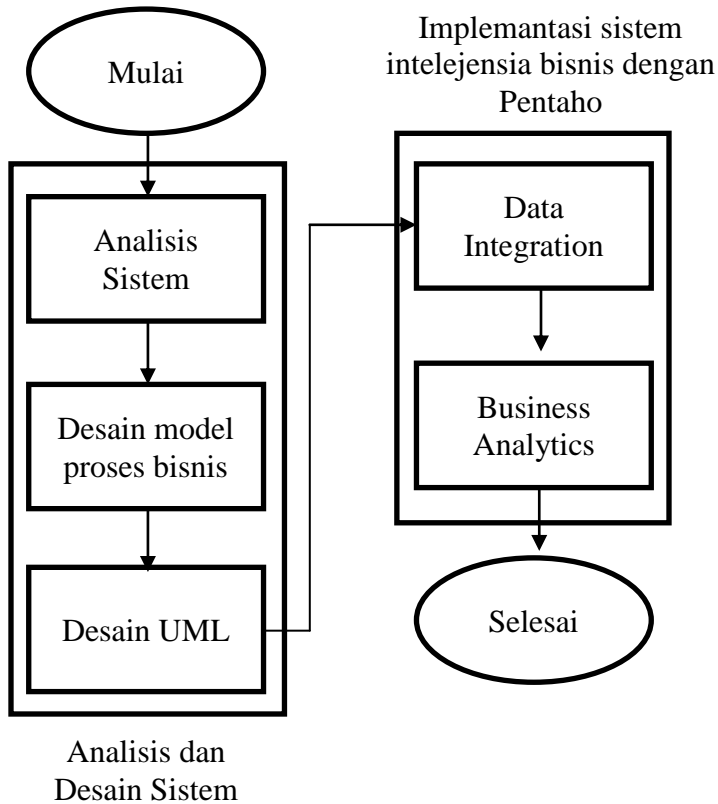 Mulai
Analisis
Sistem
Desain model
proses bisnis
Desain UML
Analisis dan
Desain Sistem
Implemantasi sistem
intelejensia bisnis dengan
Pentaho
Data
Integration
Business
Analytics
Selesai